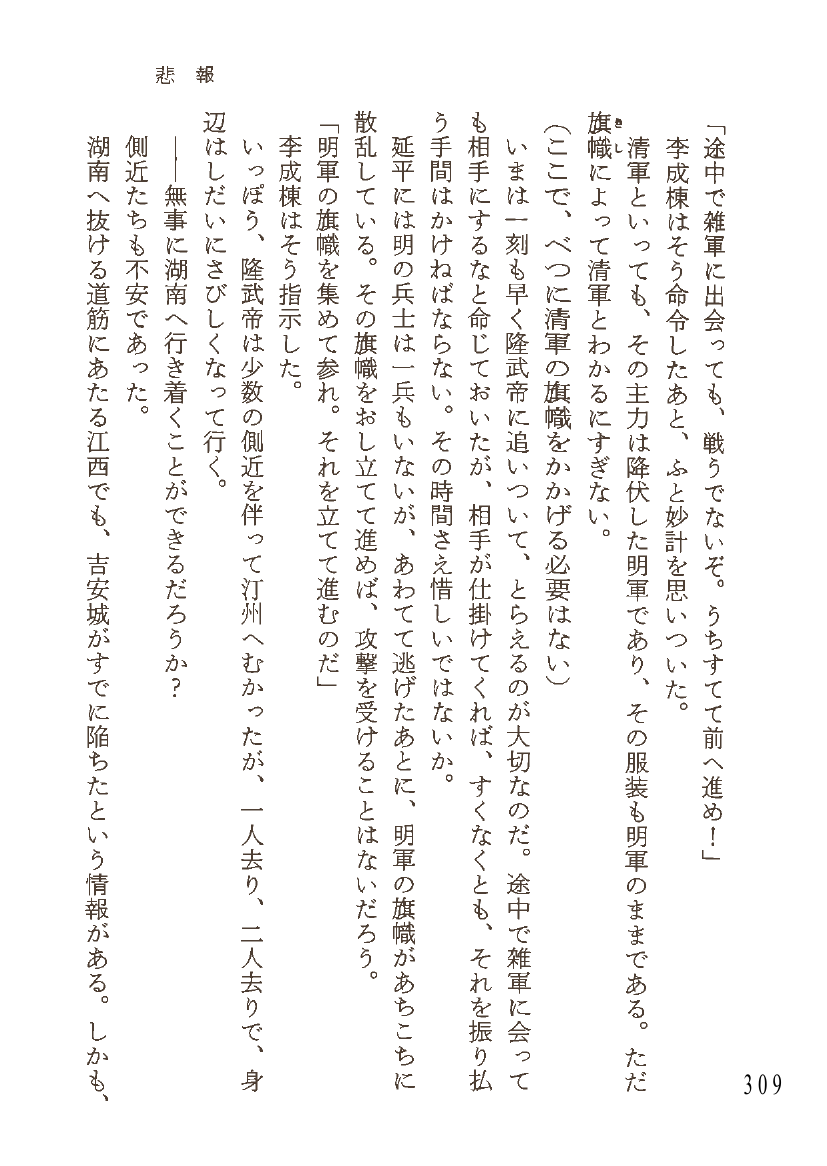 悲報
「途中で雑軍に出会っても、戦うでないぞ。うちすてて前へ進め！」
李成棟はそう命令したあと、ふと妙計を思いついた。
清軍といっても、その主力は降伏した明軍であり、その服装も明軍のままである。ただ
旗幟によって清軍とわかるにすぎない。
きし
（ここで、べつに清軍の旗幟をかかげる必要はない）
いまは一刻も早く隆武帝に追いついて、とらえるのが大切なのだ。途中で雑軍に会って
も相手にするなと命じておいたが、相手が仕掛けてくれば、すくなくとも、それを振り払
う手間はかけねばならない。その時間さえ惜しいではないか。
延平には明の兵士は一兵もいないが、あわてて逃げたあとに、明軍の旗幟があちこちに
散乱している。その旗幟をおし立てて進めば、攻撃を受けることはないだろう。
「明軍の旗幟を集めて参れ。それを立てて進むのだ」
李成棟はそう指示した。
いっぽう、隆武帝は少数の側近を伴って汀州へむかったが、一人去り、二人去りで、身
辺はしだいにさびしくなって行く。
――無事に湖南へ行き着くことができるだろうか？
側近たちも不安であった。
湖南へ抜ける道筋にあたる江西でも、吉安城がすでに陥ちたという情報がある。しかも、
309